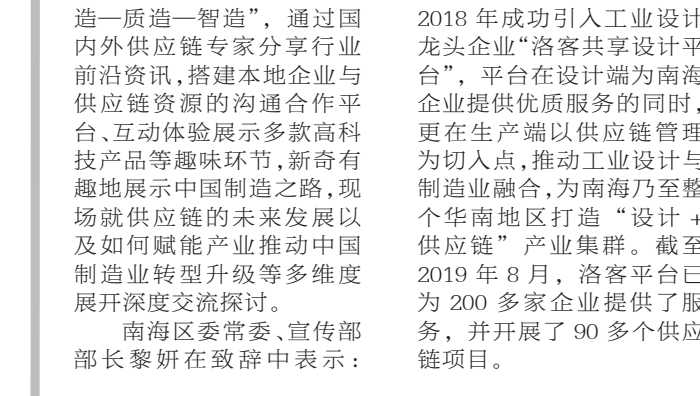 造—质造—智造”，通过国
内外供应链专家分享行业
前沿资讯，搭建本地企业与
供应链资源的沟通合作平
台、互动体验展示多款高科
技产品等趣味环节，新奇有
趣地展示中国制造之路，现
场就供应链的未来发展以
及如何赋能产业推动中国
制造业转型升级等多维度
展开深度交流探讨。
南海区委常委、宣传部
部长黎妍在致辞中表示：
2018 年成功引入工业设计
龙头企业“洛客共享设计平
台”，平台在设计端为南海
企业提供优质服务的同时，
更在生产端以供应链管理
为切入点，推动工业设计与
制造业融合，为南海乃至整
个华南地区打造“设计 +
供应链”产业集群。截至
2019 年 8 月，洛客平台已
为 200 多家企业提供了服
务，并开展了 90 多个供应
链项目。